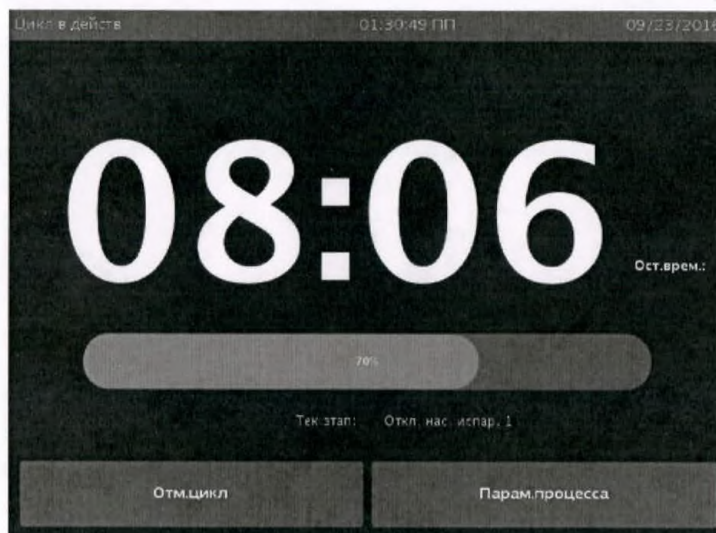 Цикл в действ 01:30:49 ПП 09/23/2016
08:06 Ост.врем.:
70%
Тек этап: Откл. нас. испар. 1
Отм.цикл Парам.процесса